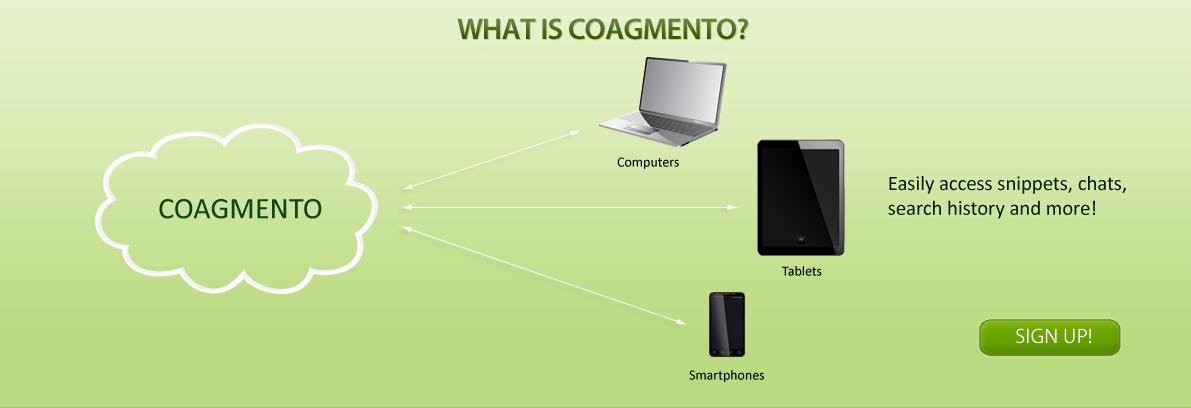 WHAT IS COAGMENTO?
COAGMENTO
Computers
Tablets
Smartphones
Easily access snippets, chats,
search history and more!
SIGN UP!